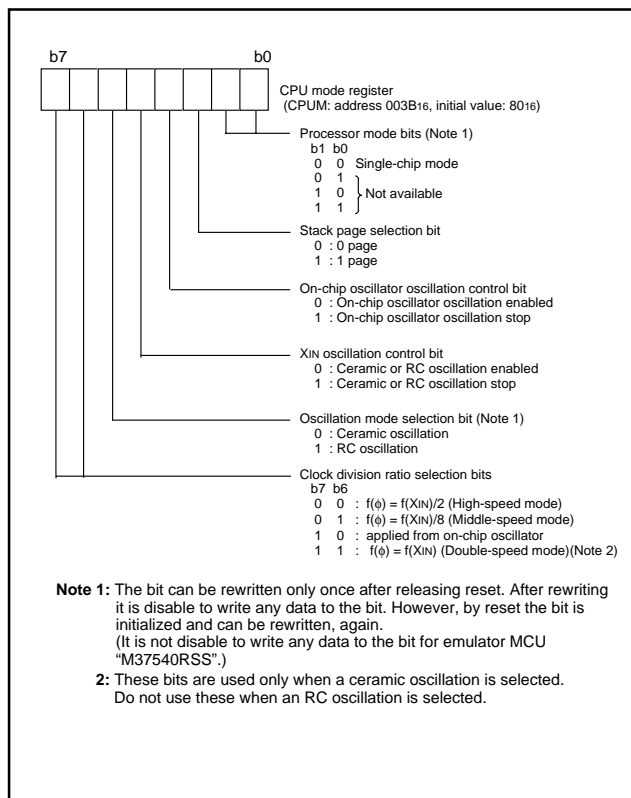 b7 b0
CPU mode register
(CPUM: address 003B16, initial value: 8016)
Processor mode bits (Note 1)
b1 b0
0 0 Single-chip mode
0 1
1 0 Not available
1 1
Stack page selection bit
0 : 0 page
1 : 1 page
On-chip oscillator oscillation control bit
0 : On-chip oscillator oscillation enabled
1 : On-chip oscillator oscillation stop
XIN oscillation control bit
0 : Ceramic or RC oscillation enabled
1 : Ceramic or RC oscillation stop
Oscillation mode selection bit (Note 1)
0 : Ceramic oscillation
1 : RC oscillation
Clock division ratio selection bits
b7 b6
0 0 : f(φ) = f(XIN)/2 (High-speed mode)
0 1 : f(φ) = f(XIN)/8 (Middle-speed mode)
1 0 : applied from on-chip oscillator
1 1 : f(φ) = f(XIN) (Double-speed mode)(Note 2)
Note 1: The bit can be rewritten only once after releasing reset. After rewriting
it is disable to write any data to the bit. However, by reset the bit is
initialized and can be rewritten, again.
(It is not disable to write any data to the bit for emulator MCU
“M37540RSS”.)
2: These bits are used only when a ceramic oscillation is selected.
Do not use these when an RC oscillation is selected.